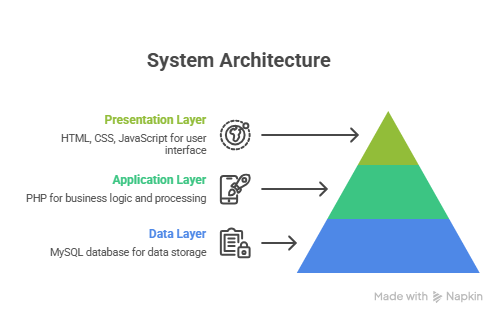 System Architecture
Presentation Layer
HTML, CSS, JavaScript for user
interface
Application Layer
PHP for business logic and processing
Data Layer
MySQL database for data storage
Made with Napkin